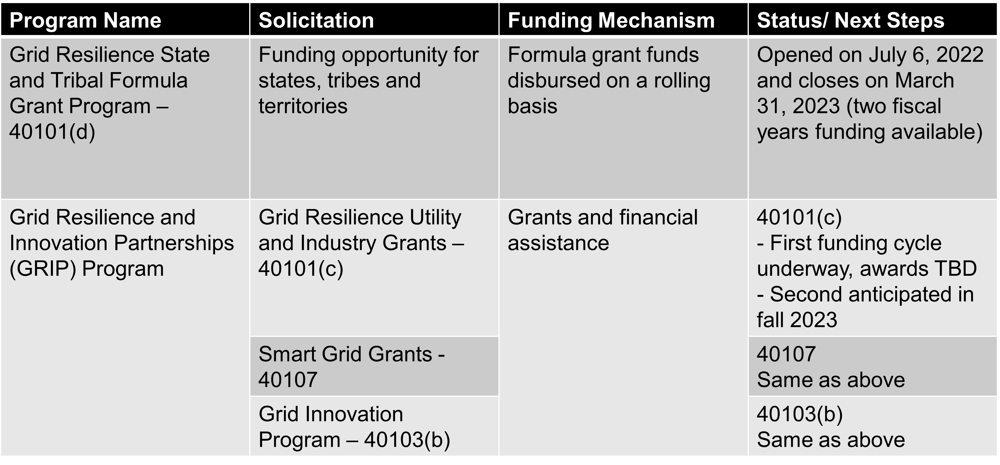 Program Name
Solicitation
Funding Mechanism
Status/ Next Steps
Grid Resilience State
and Tribal Formula
Grant Program –
40101(d)
Funding opportunity for
states, tribes and
territories
Formula grant funds
disbursed on a rolling
basis
Opened on July 6, 2022
and closes on March
31, 2023 (two fiscal
years funding available)
Grid Resilience and
Innovation Partnerships
(GRIP) Program
Grid Resilience Utility
and Industry Grants –
40101(c)
Grants and financial
assistance
40101(c)
- First funding cycle
underway, awards TBD
- Second anticipated in
fall 2023
Smart Grid Grants -
40107
40107
Same as above
Grid Innovation
Program – 40103(b)
40103(b)
Same as above